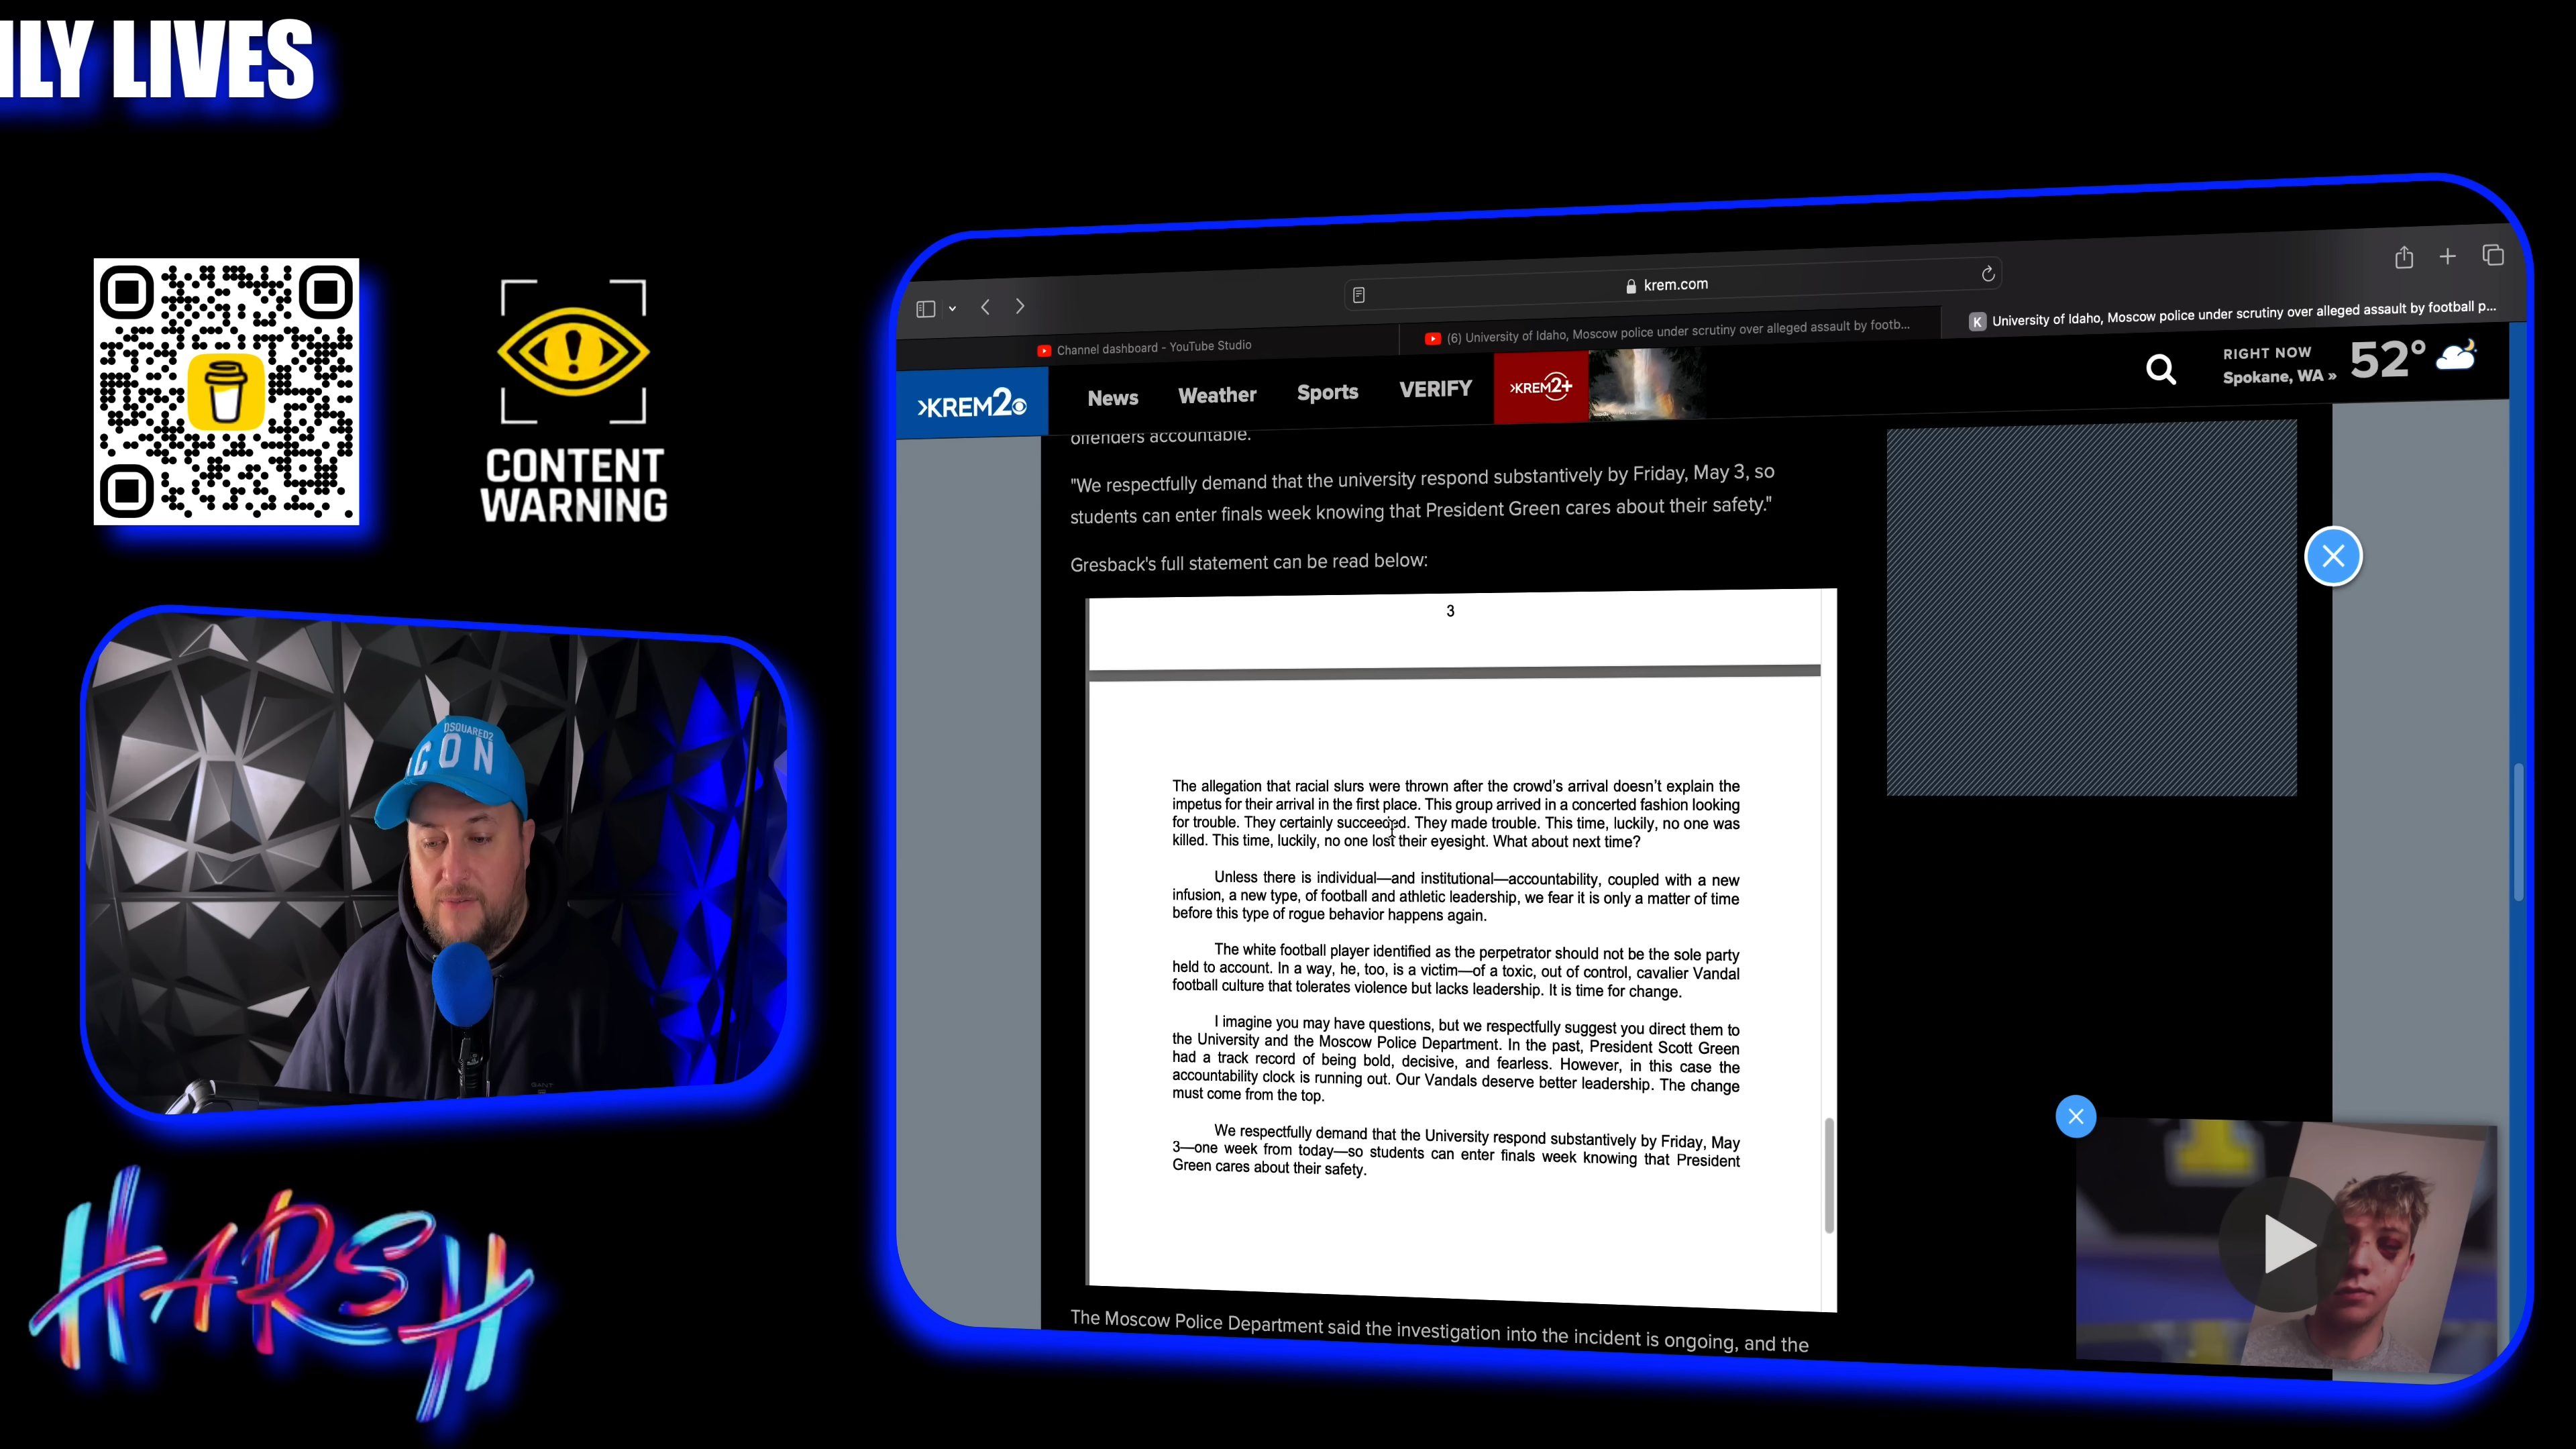 ILY LIVES
CONTENT
WARNING
DSQUARED2
ICON
GANT
HARSH
krem.com
Channel dashboard - YouTube Studio
(6) University of Idaho, Moscow police under scrutiny over alleged assault by footb...
K University of Idaho, Moscow police under scrutiny over alleged assault by football p...
KREM2
News
Weather
Sports
VERIFY
KREM2+
RIGHT NOW
Spokane, WA »
52°
offenders accountable.
"We respectfully demand that the university respond substantively by Friday, May 3, so
students can enter finals week knowing that President Green cares about their safety."
Gresback's full statement can be read below:
3
The allegation that racial slurs were thrown after the crowd's arrival doesn't explain the
impetus for their arrival in the first place. This group arrived in a concerted fashion looking
for trouble. They certainly succeeded. They made trouble. This time, luckily, no one was
killed. This time, luckily, no one lost their eyesight. What about next time?
Unless there is individual—and institutional—accountability, coupled with a new
infusion, a new type, of football and athletic leadership, we fear it is only a matter of time
before this type of rogue behavior happens again.
The white football player identified as the perpetrator should not be the sole party
held to account. In a way, he, too, is a victim—of a toxic, out of control, cavalier Vandal
football culture that tolerates violence but lacks leadership. It is time for change.
I imagine you may have questions, but we respectfully suggest you direct them to
the University and the Moscow Police Department. In the past, President Scott Green
had a track record of being bold, decisive, and fearless. However, in this case the
accountability clock is running out. Our Vandals deserve better leadership. The change
must come from the top.
We respectfully demand that the University respond substantively by Friday, May
3—one week from today—so students can enter finals week knowing that President
Green cares about their safety.
The Moscow Police Department said the investigation into the incident is ongoing, and the